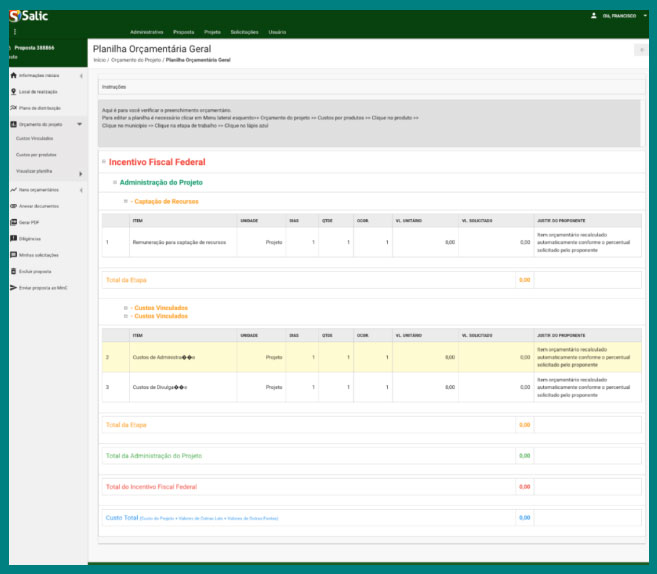 Salic
Olá, FRANCISCO
Administrativo Proposta Projeto Solicitações Usuário
Proposta 388866
Planilha Orçamentária Geral
Início / Orçamento do Projeto / Planilha Orçamentária Geral
Informações iniciais
Local de realização
Plano de distribuição
Orçamento do projeto
Custos Vinculados
Custos por produtos
Visualizar planilha
Itens orçamentários
Anexar documentos
Gerar PDF
Diligências
Minhas solicitações
Excluir proposta
Enviar proposta ao MinC
Instruções
Aqui é para você verificar o preenchimento orçamentário.
Para editar a planilha é necessário clicar em Menu lateral esquerdo>> Orçamento do projeto >> Custos por produtos >> Clique no produto >>
Clique no município >> Clique na etapa de trabalho >> Clique no lápis azul
Incentivo Fiscal Federal
Administração do Projeto
- Captação de Recursos
ITEM UNIDADE DIAS QTDE OCOR. VL. UNITÁRIO VL. SOLICITADO JUSTIF. DO PROPONENTE
1 Remuneração para captação de recursos Projeto 1 1 1 0,00 0,00 Item orçamentário recalculado
automaticamente conforme o percentual
solicitado pelo proponente
Total da Etapa 0,00
- Custos Vinculados
- Custos Vinculados
ITEM UNIDADE DIAS QTDE OCOR. VL. UNITÁRIO VL. SOLICITADO JUSTIF. DO PROPONENTE
2 Custos de Administra��o Projeto 1 1 1 0,00 0,00 Item orçamentário recalculado
automaticamente conforme o percentual
solicitado pelo proponente
3 Custos de Divulga��o Projeto 1 1 1 0,00 0,00 Item orçamentário recalculado
automaticamente conforme o percentual
solicitado pelo proponente
Total da Etapa 0,00
Total da Administração do Projeto 0,00
Total do Incentivo Fiscal Federal 0,00
Custo Total (Custo do Projeto + Valores de Outras Leis + Valores de Outras Fontes) 0,00